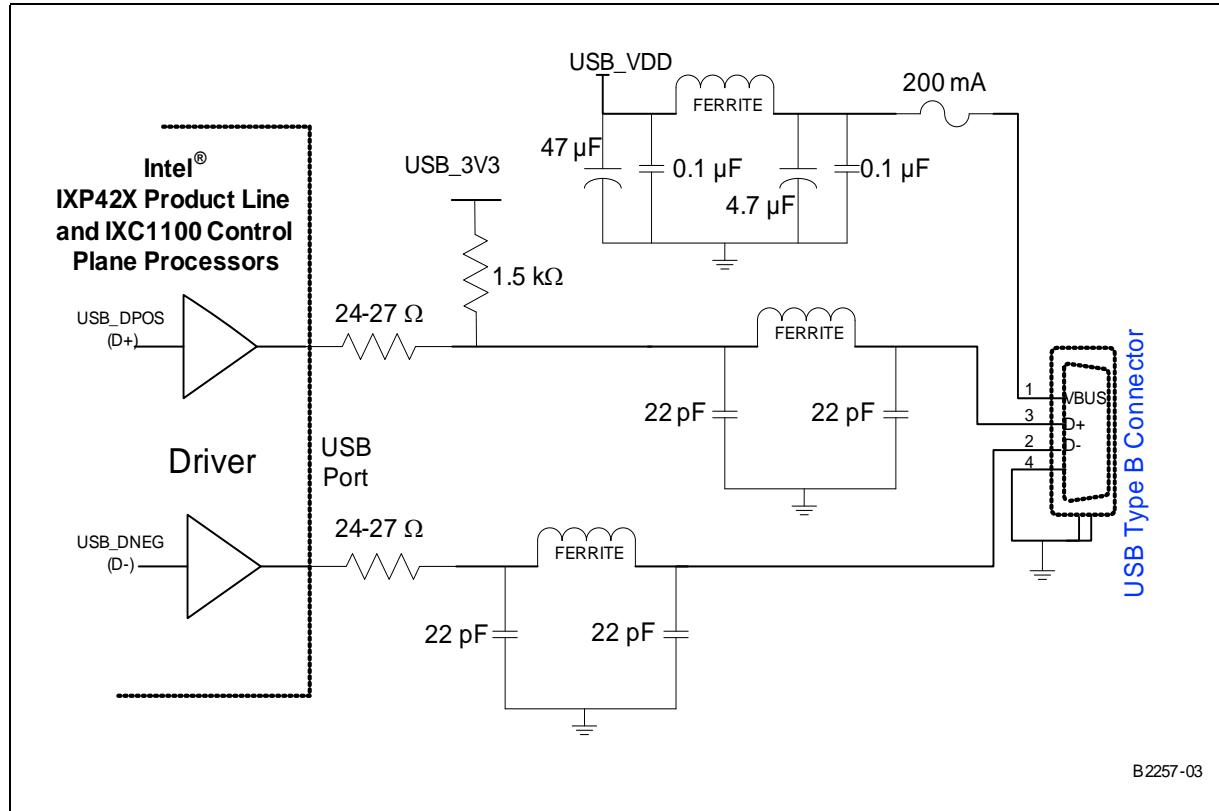 USB_VDD
FERRITE
200 mA
47 µF
0.1 µF
4.7 µF
0.1 µF
Intel®
IXP42X Product Line
and IXC1100 Control
Plane Processors
USB_3V3
1.5 kΩ
USB_DPOS
(D+)
24-27 Ω
FERRITE
22 pF
22 pF
1
VBUS
3
D+
2
D-
4
USB Type B Connector
Driver
USB
Port
USB_DNEG
(D-)
24-27 Ω
FERRITE
22 pF
22 pF
B2257-03